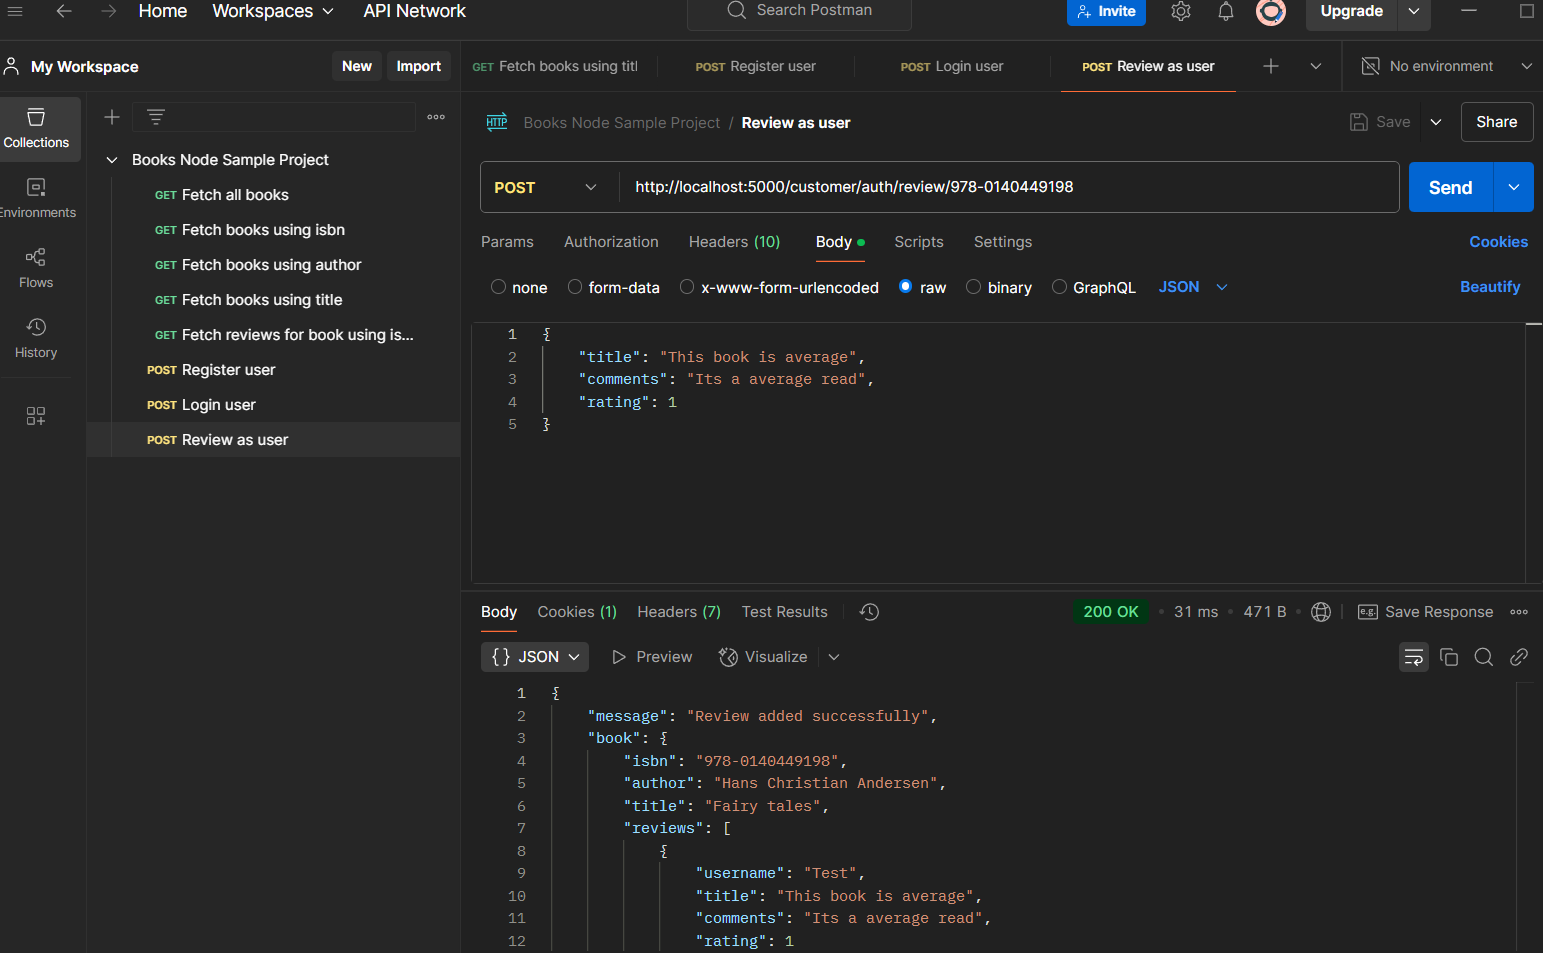 Home Workspaces API Network Search Postman Invite Upgrade
My Workspace New Import GET Fetch books using titl POST Register user POST Login user POST Review as user No environment
Collections
Environments
Flows
History
Books Node Sample Project
GET Fetch all books
GET Fetch books using isbn
GET Fetch books using author
GET Fetch books using title
GET Fetch reviews for book using is...
POST Register user
POST Login user
POST Review as user
HTTP Books Node Sample Project / Review as user Save Share
POST http://localhost:5000/customer/auth/review/978-0140449198 Send
Params Authorization Headers (10) Body Scripts Settings Cookies
none form-data x-www-form-urlencoded raw binary GraphQL JSON Beautify
1 {
2 "title": "This book is average",
3 "comments": "Its a average read",
4 "rating": 1
5 }
Body Cookies (1) Headers (7) Test Results 200 OK • 31 ms • 471 B • e.g. Save Response
{} JSON Preview Visualize
1 {
2 "message": "Review added successfully",
3 "book": {
4 "isbn": "978-0140449198",
5 "author": "Hans Christian Andersen",
6 "title": "Fairy tales",
7 "reviews": [
8 {
9 "username": "Test",
10 "title": "This book is average",
11 "comments": "Its a average read",
12 "rating": 1